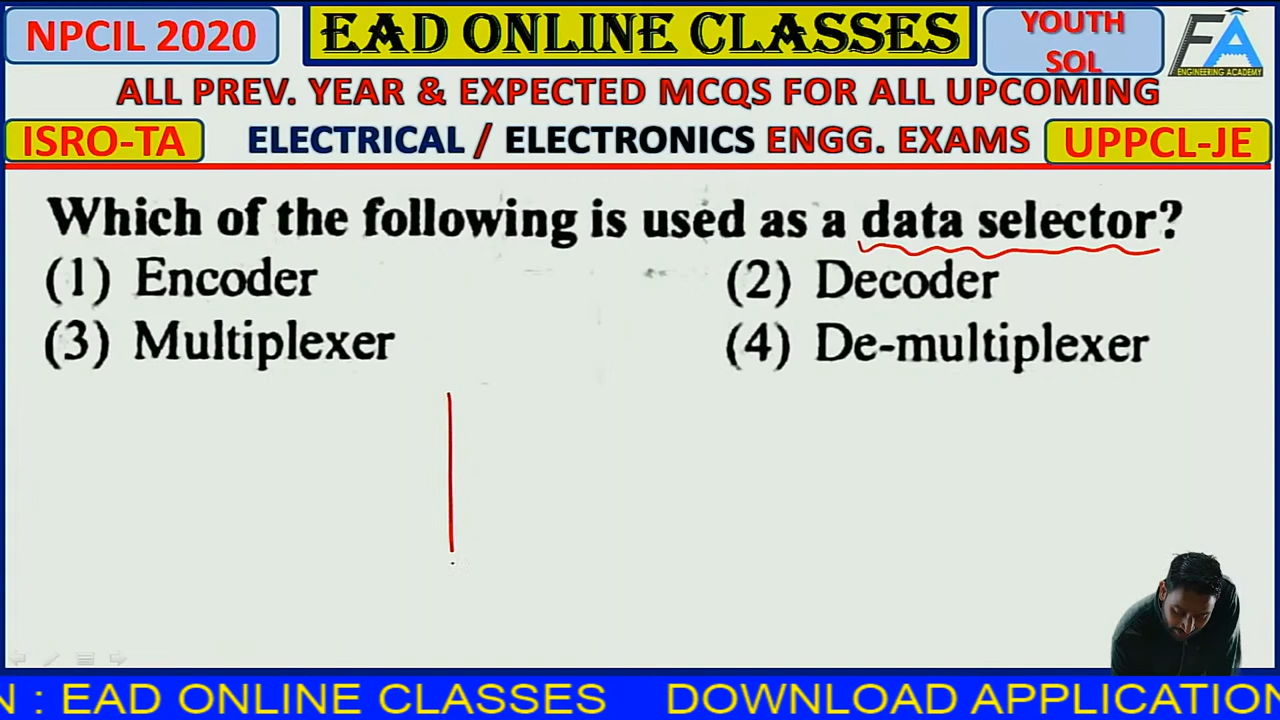 NPCIL 2020
EAD ONLINE CLASSES
YOUTH
SOL
ENGINEERING ACADEMY
ALL PREV. YEAR & EXPECTED MCQS FOR ALL UPCOMING
ISRO-TA
ELECTRICAL / ELECTRONICS ENGG. EXAMS
UPPCL-JE
Which of the following is used as a data selector?
(1) Encoder
(2) Decoder
(3) Multiplexer
(4) De-multiplexer
N : EAD ONLINE CLASSES DOWNLOAD APPLICATION